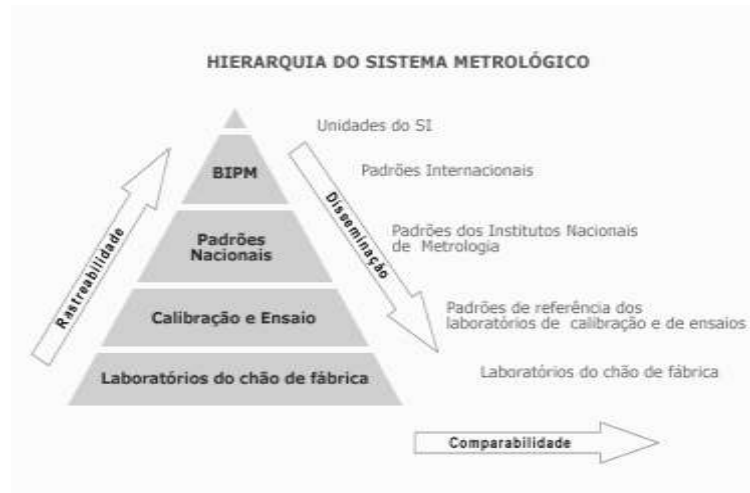 HIERARQUIA DO SISTEMA METROLÓGICO
Unidades do SI
BIPM
Padrões Internacionais
Rastreabilidade
Disseminação
Padrões
Nacionais
Padrões dos Institutos Nacionais
de Metrologia
Calibração e Ensaio
Padrões de referência dos
laboratórios de calibração e de ensaios
Laboratórios do chão de fábrica
Laboratórios do chão de fábrica
Comparabilidade